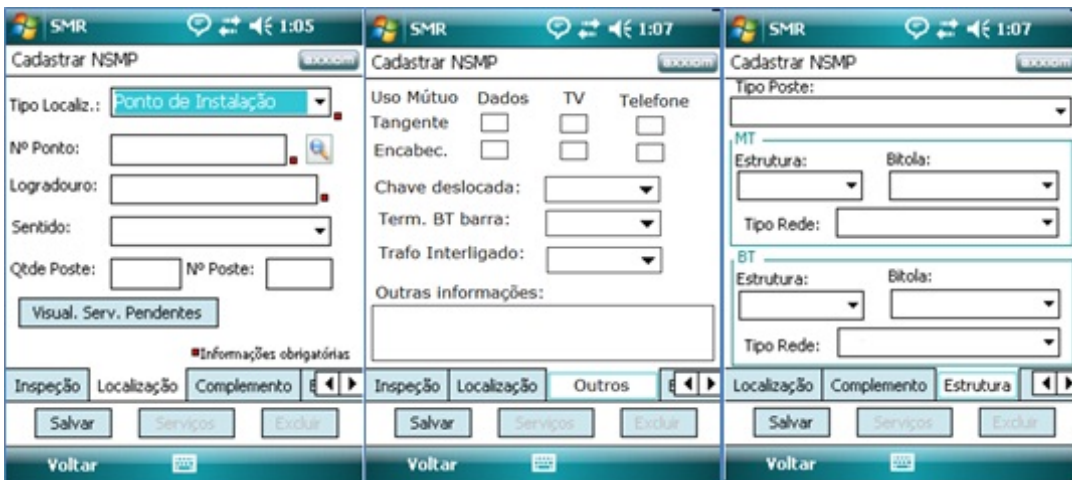 SMR 1:05
Cadastrar NSMP axxiom
Tipo Localiz.: Ponto de Instalação
Nº Ponto:
Logradouro:
Sentido:
Qtde Poste: Nº Poste:
Visual. Serv. Pendentes
Informações obrigatórias
Inspeção Localização Complemento E
Salvar Serviços Excluir
Voltar
SMR 1:07
Cadastrar NSMP axxiom
Uso Mútuo Dados TV Telefone
Tangente
Encabec.
Chave deslocada:
Term. BT barra:
Trafo Interligado:
Outras informações:
Inspeção Localização Outros E
Salvar Serviços Excluir
Voltar
SMR 1:07
Cadastrar NSMP axxiom
Tipo Poste:
MT
Estrutura: Bitola:
Tipo Rede:
BT
Estrutura: Bitola:
Tipo Rede:
Localização Complemento Estrutura
Salvar Serviços Excluir
Voltar